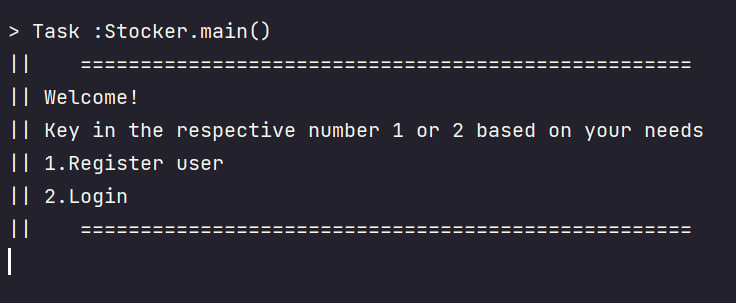 > Task :Stocker.main()
||    ===================================================
|| Welcome!
|| Key in the respective number 1 or 2 based on your needs
|| 1.Register user
|| 2.Login
||    ===================================================